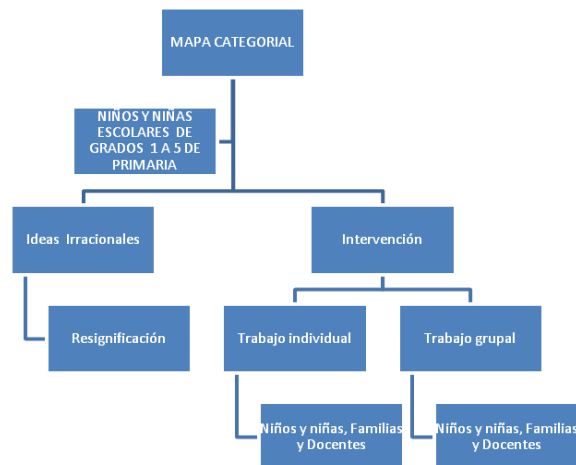 MAPA CATEGORIAL
NIÑOS Y NIÑAS
ESCOLARES DE
GRADOS 1 A 5 DE
PRIMARIA
Ideas Irracionales
Intervención
Resignificación
Trabajo individual
Trabajo grupal
Niños y niñas, Familias
y Docentes
Niños y niñas, Familias
y Docentes